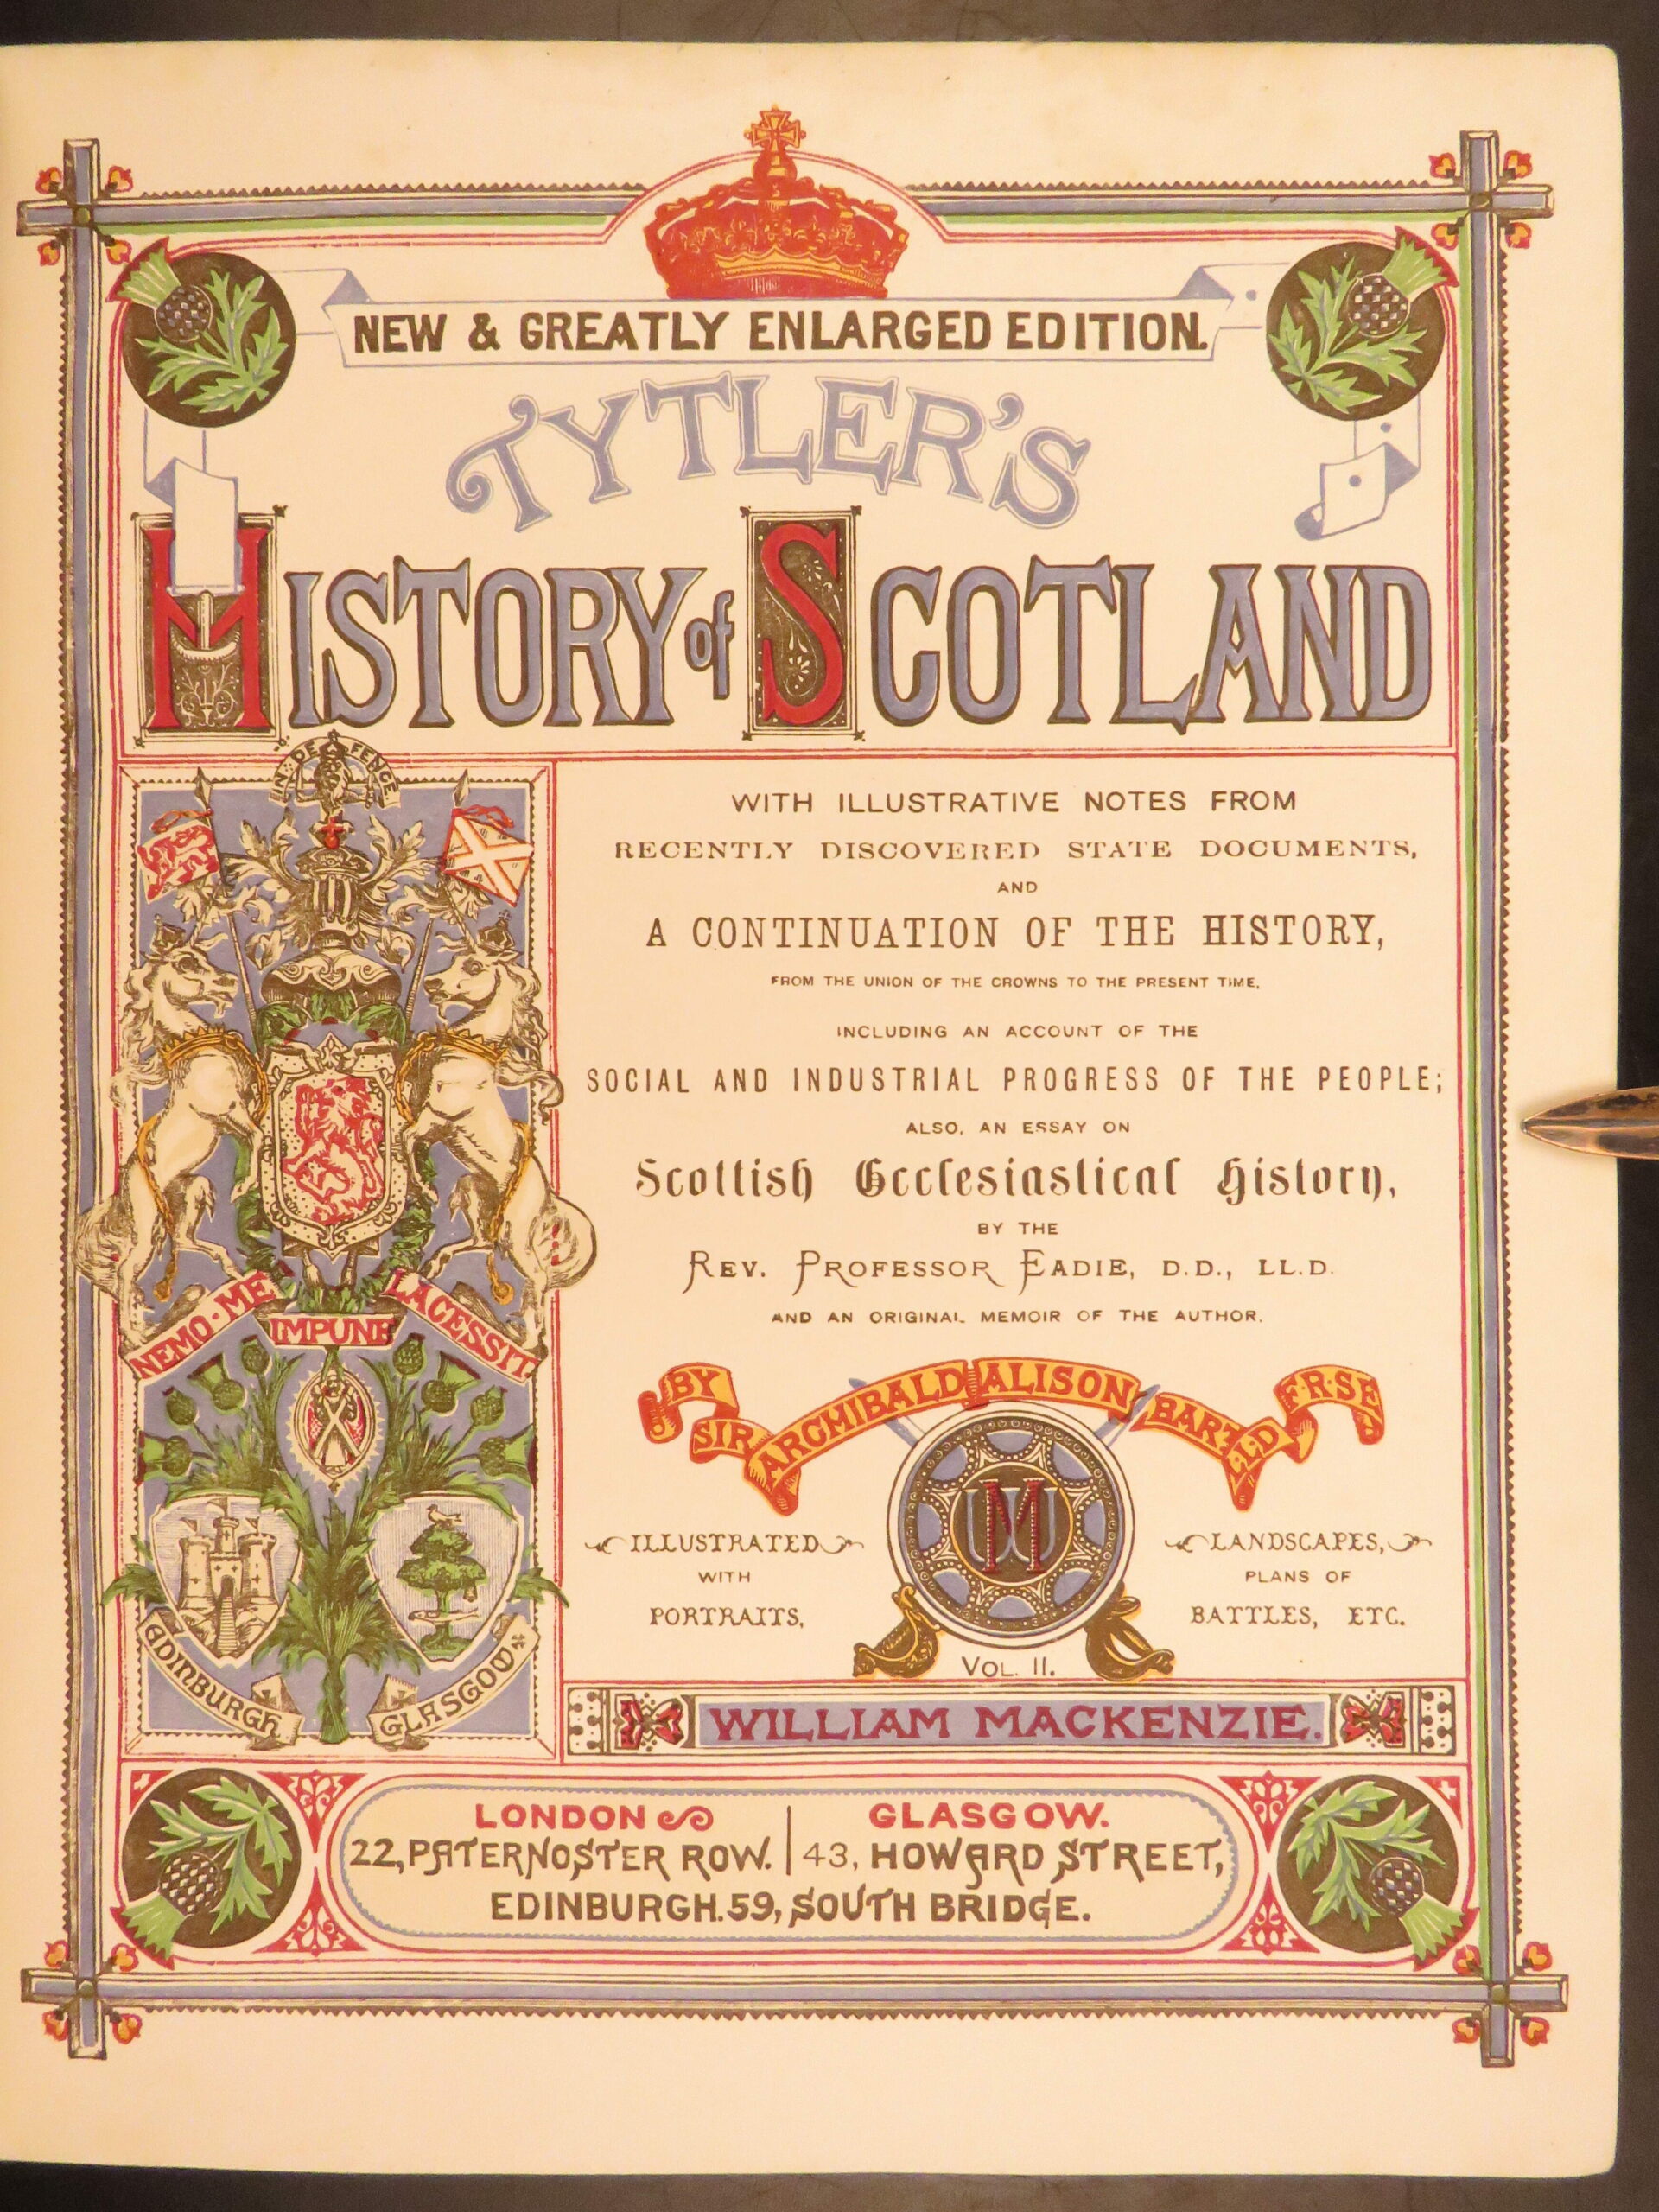 NEW & GREATLY ENLARGED EDITION.
TYTLER'S
HISTORY of SCOTLAND
IN DEFENCE
NEMO·ME IMPUNE LACESSIT
EDINBURGH
GLASGOW
WITH ILLUSTRATIVE NOTES FROM
RECENTLY DISCOVERED STATE DOCUMENTS,
AND
A CONTINUATION OF THE HISTORY,
FROM THE UNION OF THE CROWNS TO THE PRESENT TIME,
INCLUDING AN ACCOUNT OF THE
SOCIAL AND INDUSTRIAL PROGRESS OF THE PEOPLE;
ALSO, AN ESSAY ON
Scottish Ecclesiastical History,
BY THE
REV. PROFESSOR EADIE, D.D., LL.D.
AND AN ORIGINAL MEMOIR OF THE AUTHOR.
BY SIR ARCHIBALD ALISON BART LLD F·R·S·E
WM
ILLUSTRATED
WITH
PORTRAITS,
LANDSCAPES,
PLANS OF
BATTLES, ETC.
VOL. II.
WILLIAM MACKENZIE.
LONDON
22, PATERNOSTER ROW.
GLASGOW.
43, HOWARD STREET,
EDINBURGH. 59, SOUTH BRIDGE.